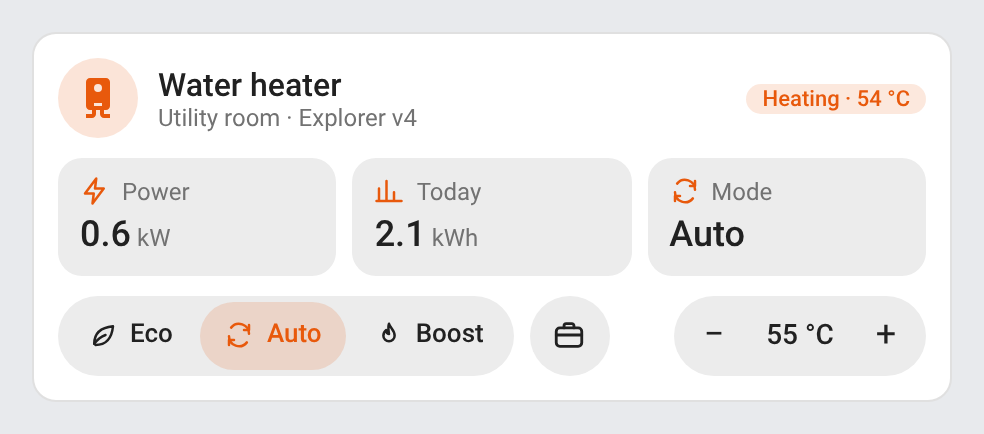 Water heater
Utility room · Explorer v4
Heating · 54 °C
Power
0.6 kW
Today
2.1 kWh
Mode
Auto
Eco
Auto
Boost
− 55 °C +